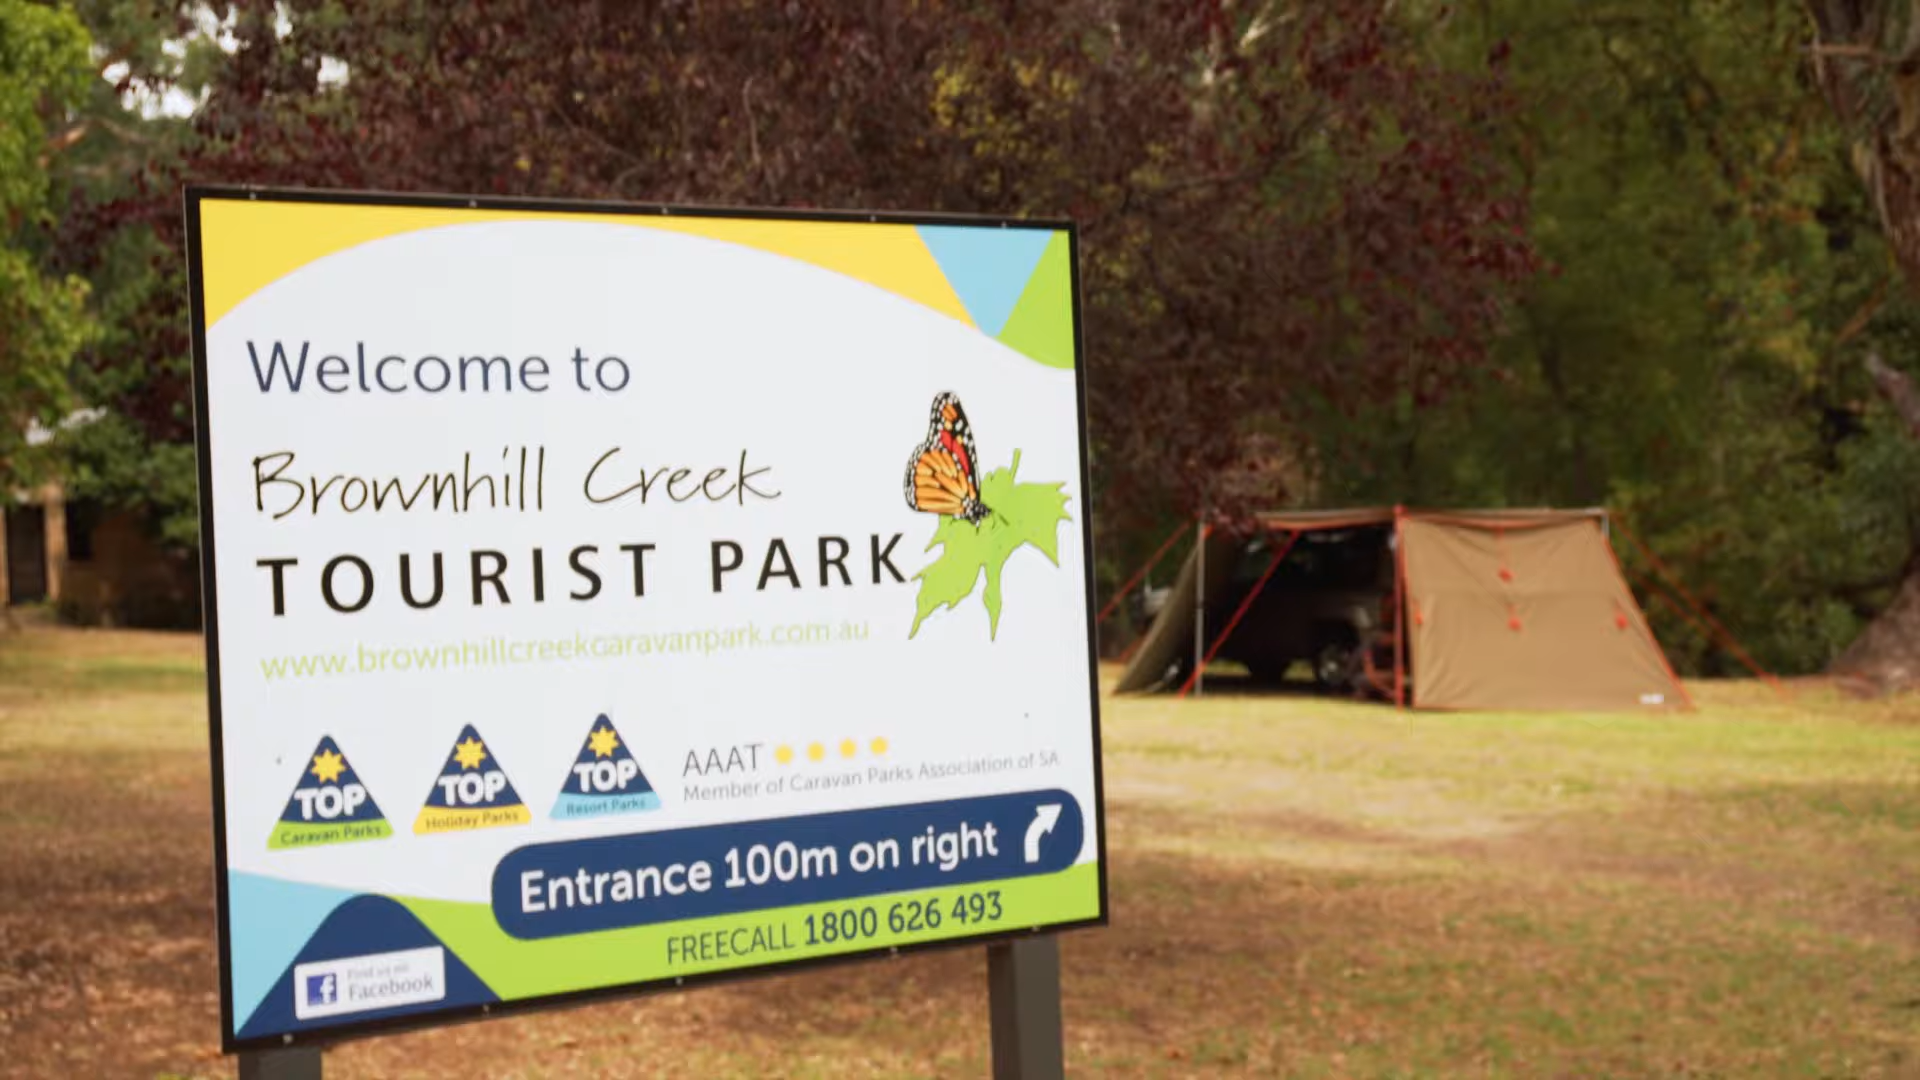 Welcome to
Brownhill Creek
TOURIST PARK
www.brownhillcreekcaravanpark.com.au
TOP
Caravan Parks
TOP
Holiday Parks
TOP
Resort Parks
AAAT
Member of Caravan Parks Association of SA
Entrance 100m on right
FREECALL 1800 626 493
f
Find us on
Facebook